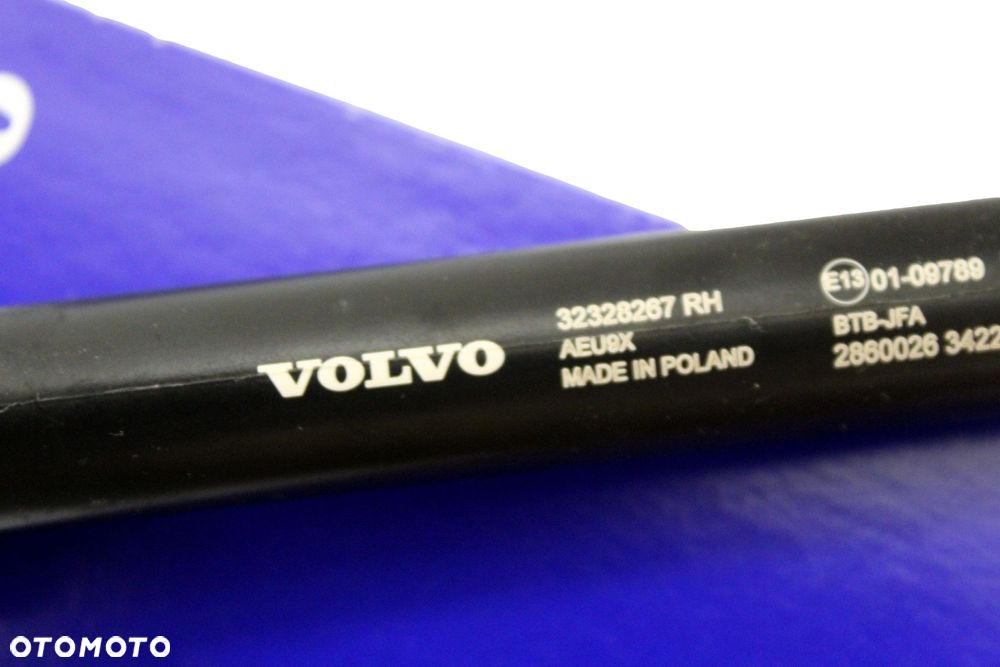 VOLVO
32328267 RH
AEU9X
MADE IN POLAND
E13 01-09789
BTB-JFA
2860026 3422
OTOMOTO